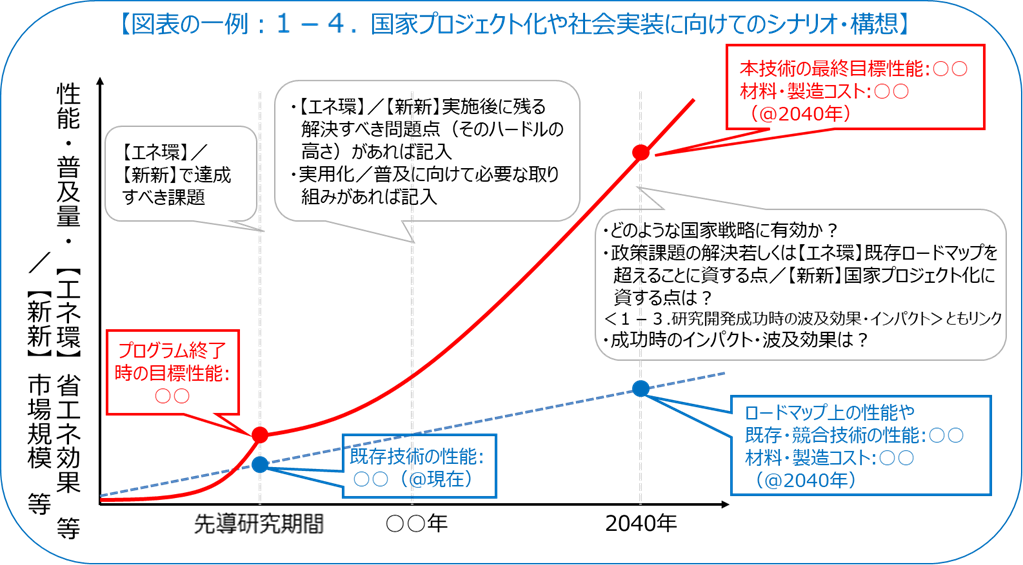 【図表の一例：１－４．国家プロジェクト化や社会実装に向けてのシナリオ・構想】
性能・普及量・【エネ環】省エネ効果 等
／【新新】市場規模 等
【エネ環】／
【新新】で達成
すべき課題
・【エネ環】／【新新】実施後に残る
解決すべき問題点（そのハードルの
高さ）があれば記入
・実用化／普及に向けて必要な取り
組みがあれば記入
本技術の最終目標性能：○○
材料・製造コスト：○○
（@2040年）
・どのような国家戦略に有効か？
・政策課題の解決若しくは【エネ環】既存ロードマップを
超えることに資する点／【新新】国家プロジェクト化に
資する点は？
＜１－３.研究開発成功時の波及効果・インパクト＞ともリンク
・成功時のインパクト・波及効果は？
プログラム終了
時の目標性能：
○○
既存技術の性能：
○○（@現在）
ロードマップ上の性能や
既存・競合技術の性能：○○
材料・製造コスト：○○
（@2040年）
先導研究期間
○○年
2040年